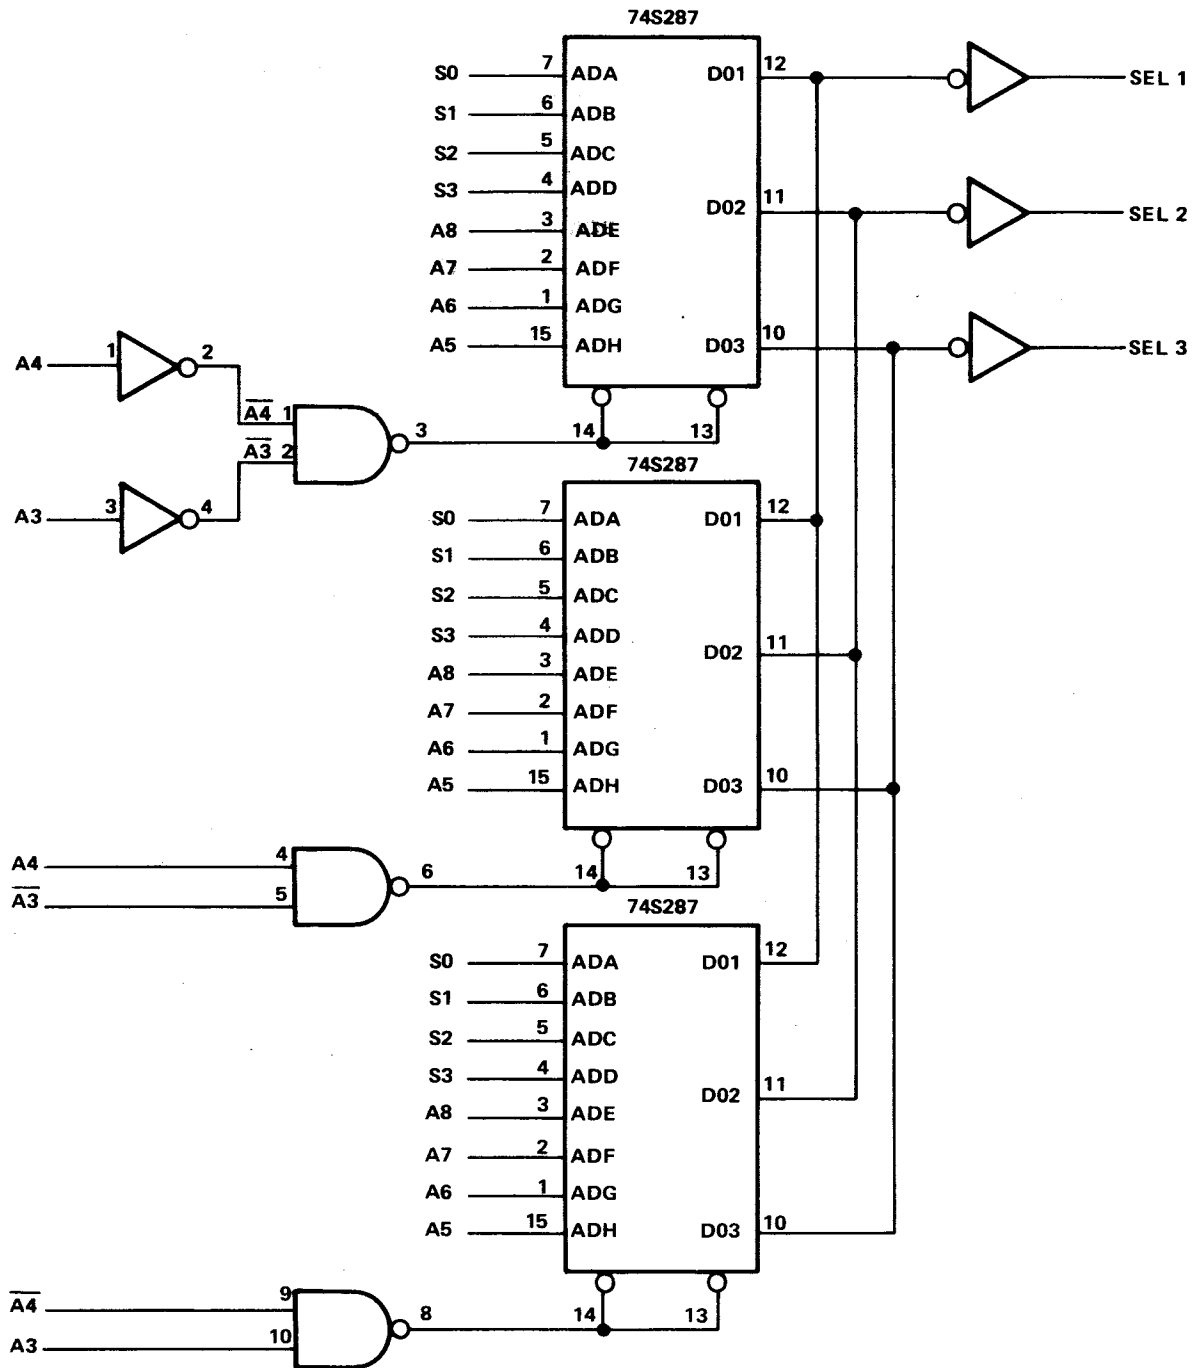 74S287
S0 7 ADA D01 12 SEL 1
S1 6 ADB
S2 5 ADC
S3 4 ADD
A8 3 ADE D02 11 SEL 2
A7 2 ADF
A6 1 ADG
A5 15 ADH D03 10 SEL 3
A4 1 2
A̅4̅ 1
3 14 13
A̅3̅ 2
A3 3 4
74S287
S0 7 ADA D01 12
S1 6 ADB
S2 5 ADC
S3 4 ADD D02 11
A8 3 ADE
A7 2 ADF
A6 1 ADG
A5 15 ADH D03 10
A4 4
6 14 13
A̅3̅ 5
74S287
S0 7 ADA D01 12
S1 6 ADB
S2 5 ADC
S3 4 ADD D02 11
A8 3 ADE
A7 2 ADF
A6 1 ADG
A5 15 ADH D03 10
A̅4̅ 9
8 14 13
A3 10